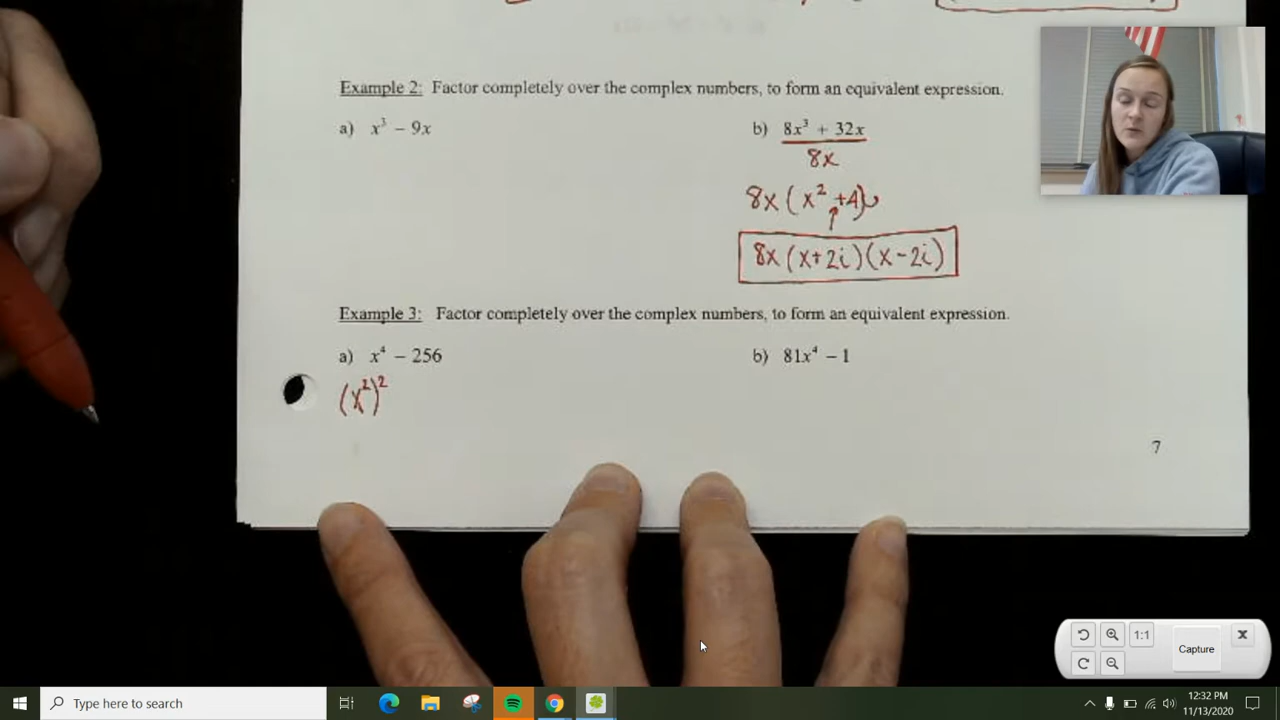 Example 2: Factor completely over the complex numbers, to form an equivalent expression.
a) x³ − 9x
b) 8x³ + 32x
8x
8x (x² +4)
8x (x+2i)(x−2i)
Example 3: Factor completely over the complex numbers, to form an equivalent expression.
a) x⁴ − 256
b) 81x⁴ − 1
(x²)²
7
1:1
Capture
Type here to search
12:32 PM
11/13/2020